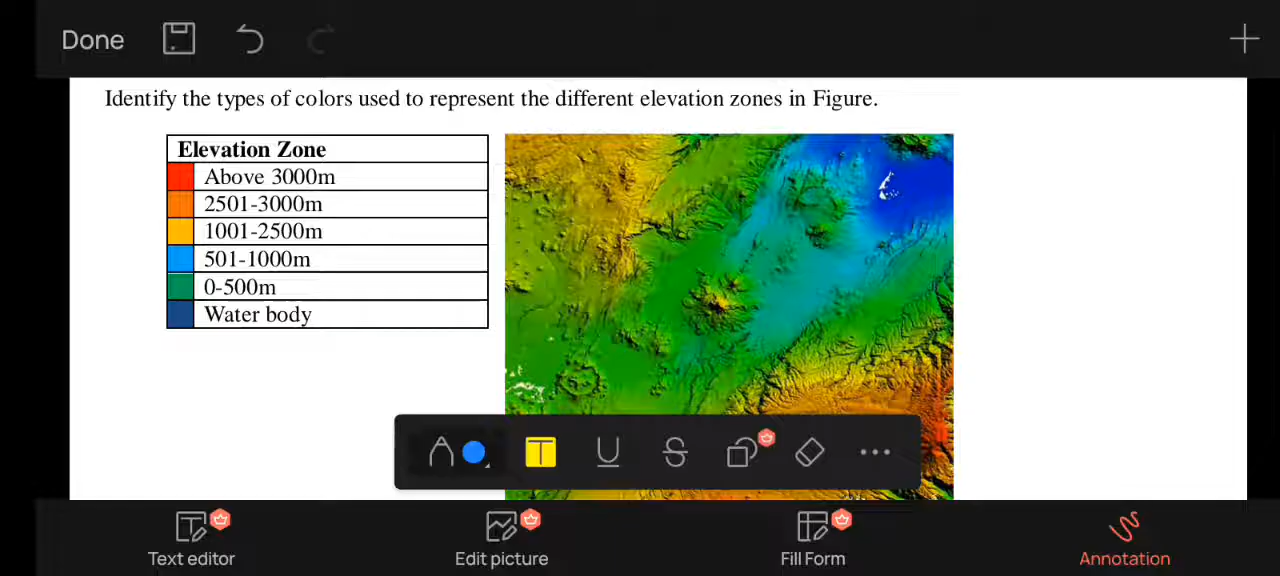 Done
Identify the types of colors used to represent the different elevation zones in Figure.
Elevation Zone
Above 3000m
2501-3000m
1001-2500m
501-1000m
0-500m
Water body
T U S
Text editor Edit picture Fill Form Annotation